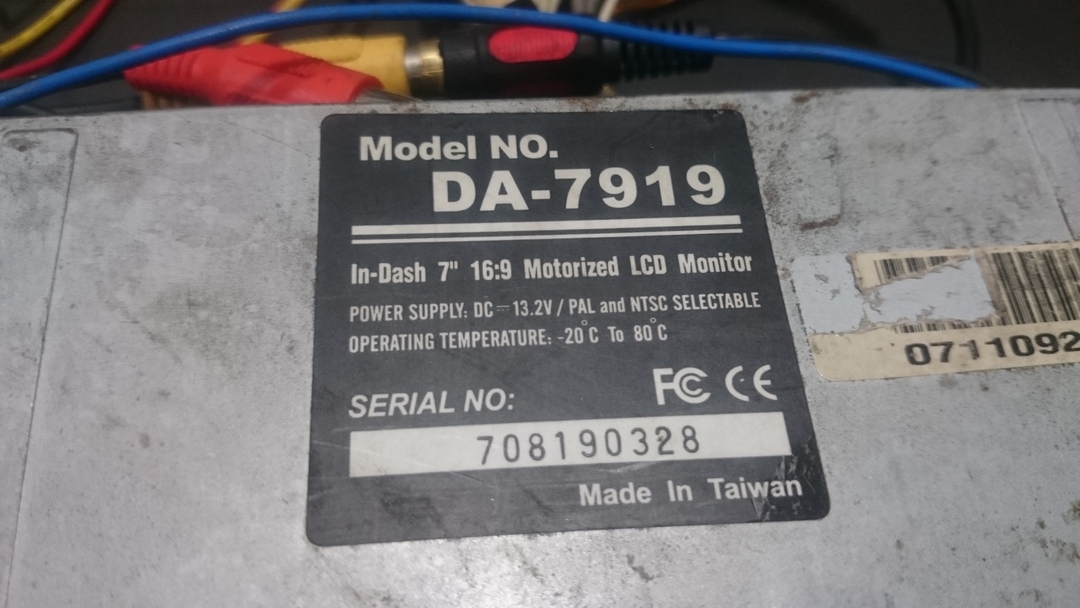 Model NO.
DA-7919
In-Dash 7" 16:9 Motorized LCD Monitor
POWER SUPPLY: DC⎓13.2V / PAL and NTSC SELECTABLE
OPERATING TEMPERATURE: -20°C To 80°C
FC CE
SERIAL NO:
708190328
Made In Taiwan
0711092